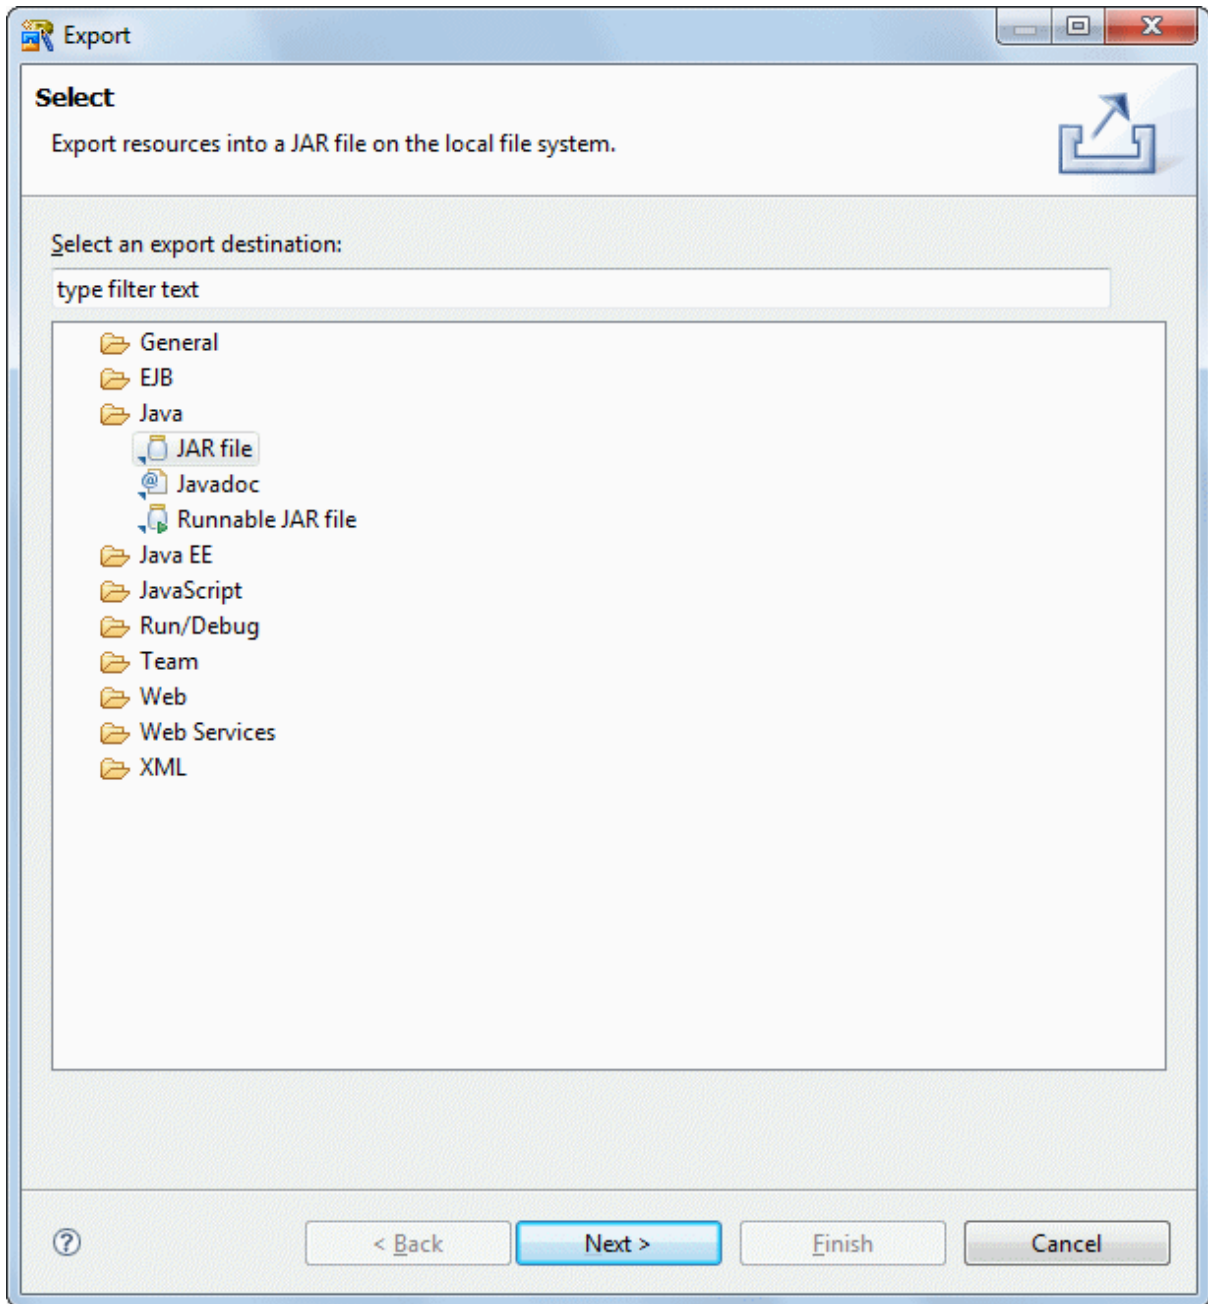 Export
Select
Export resources into a JAR file on the local file system.
Select an export destination:
type filter text
General
EJB
Java
JAR file
Javadoc
Runnable JAR file
Java EE
JavaScript
Run/Debug
Team
Web
Web Services
XML
< Back Next > Finish Cancel